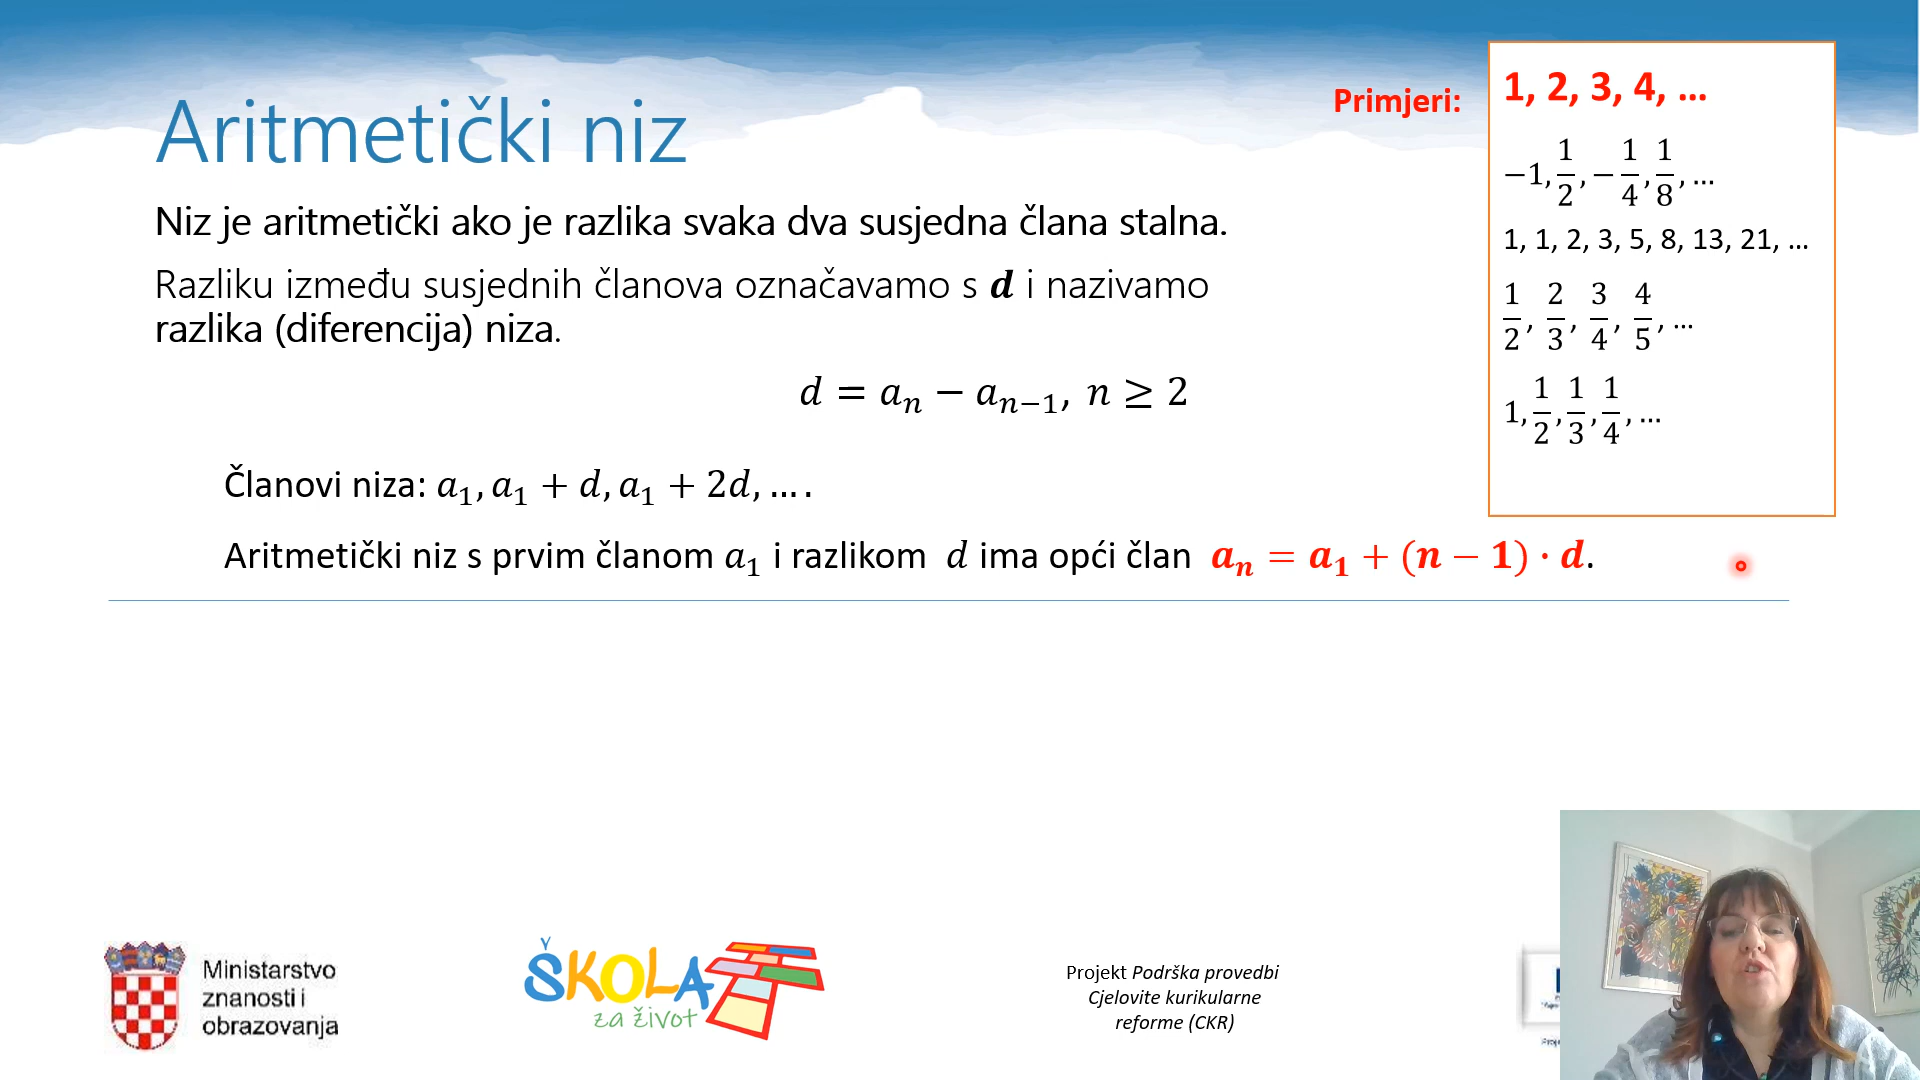 Aritmetički niz
Primjeri:
1, 2, 3, 4, …
−1, 1/2, −1/4, 1/8, …
1, 1, 2, 3, 5, 8, 13, 21, …
1/2, 2/3, 3/4, 4/5, …
1, 1/2, 1/3, 1/4, …
Niz je aritmetički ako je razlika svaka dva susjedna člana stalna.
Razliku između susjednih članova označavamo s d i nazivamo
razlika (diferencija) niza.
d = aₙ − aₙ₋₁, n ≥ 2
Članovi niza: a₁, a₁ + d, a₁ + 2d, … .
Aritmetički niz s prvim članom a₁ i razlikom d ima opći član aₙ = a₁ + (n − 1) · d.
Ministarstvo
znanosti i
obrazovanja
ŠKOLA
za život
Projekt Podrška provedbi
Cjelovite kurikularne
reforme (CKR)